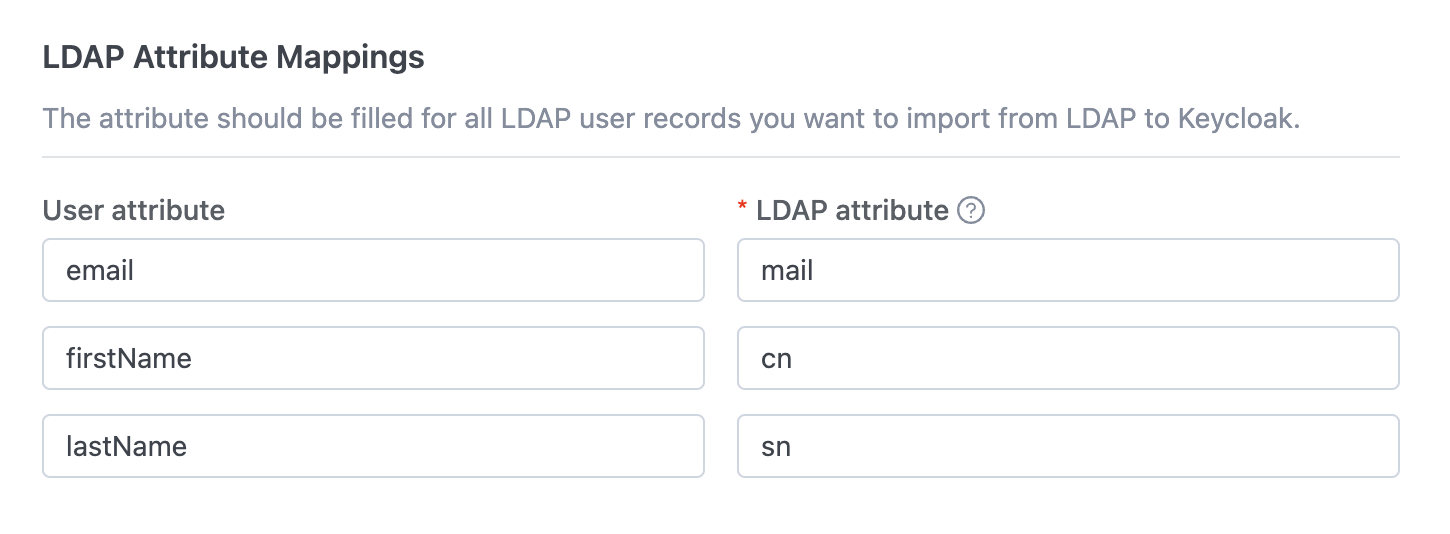 LDAP Attribute Mappings
The attribute should be filled for all LDAP user records you want to import from LDAP to Keycloak.
User attribute
* LDAP attribute ?
email
mail
firstName
cn
lastName
sn